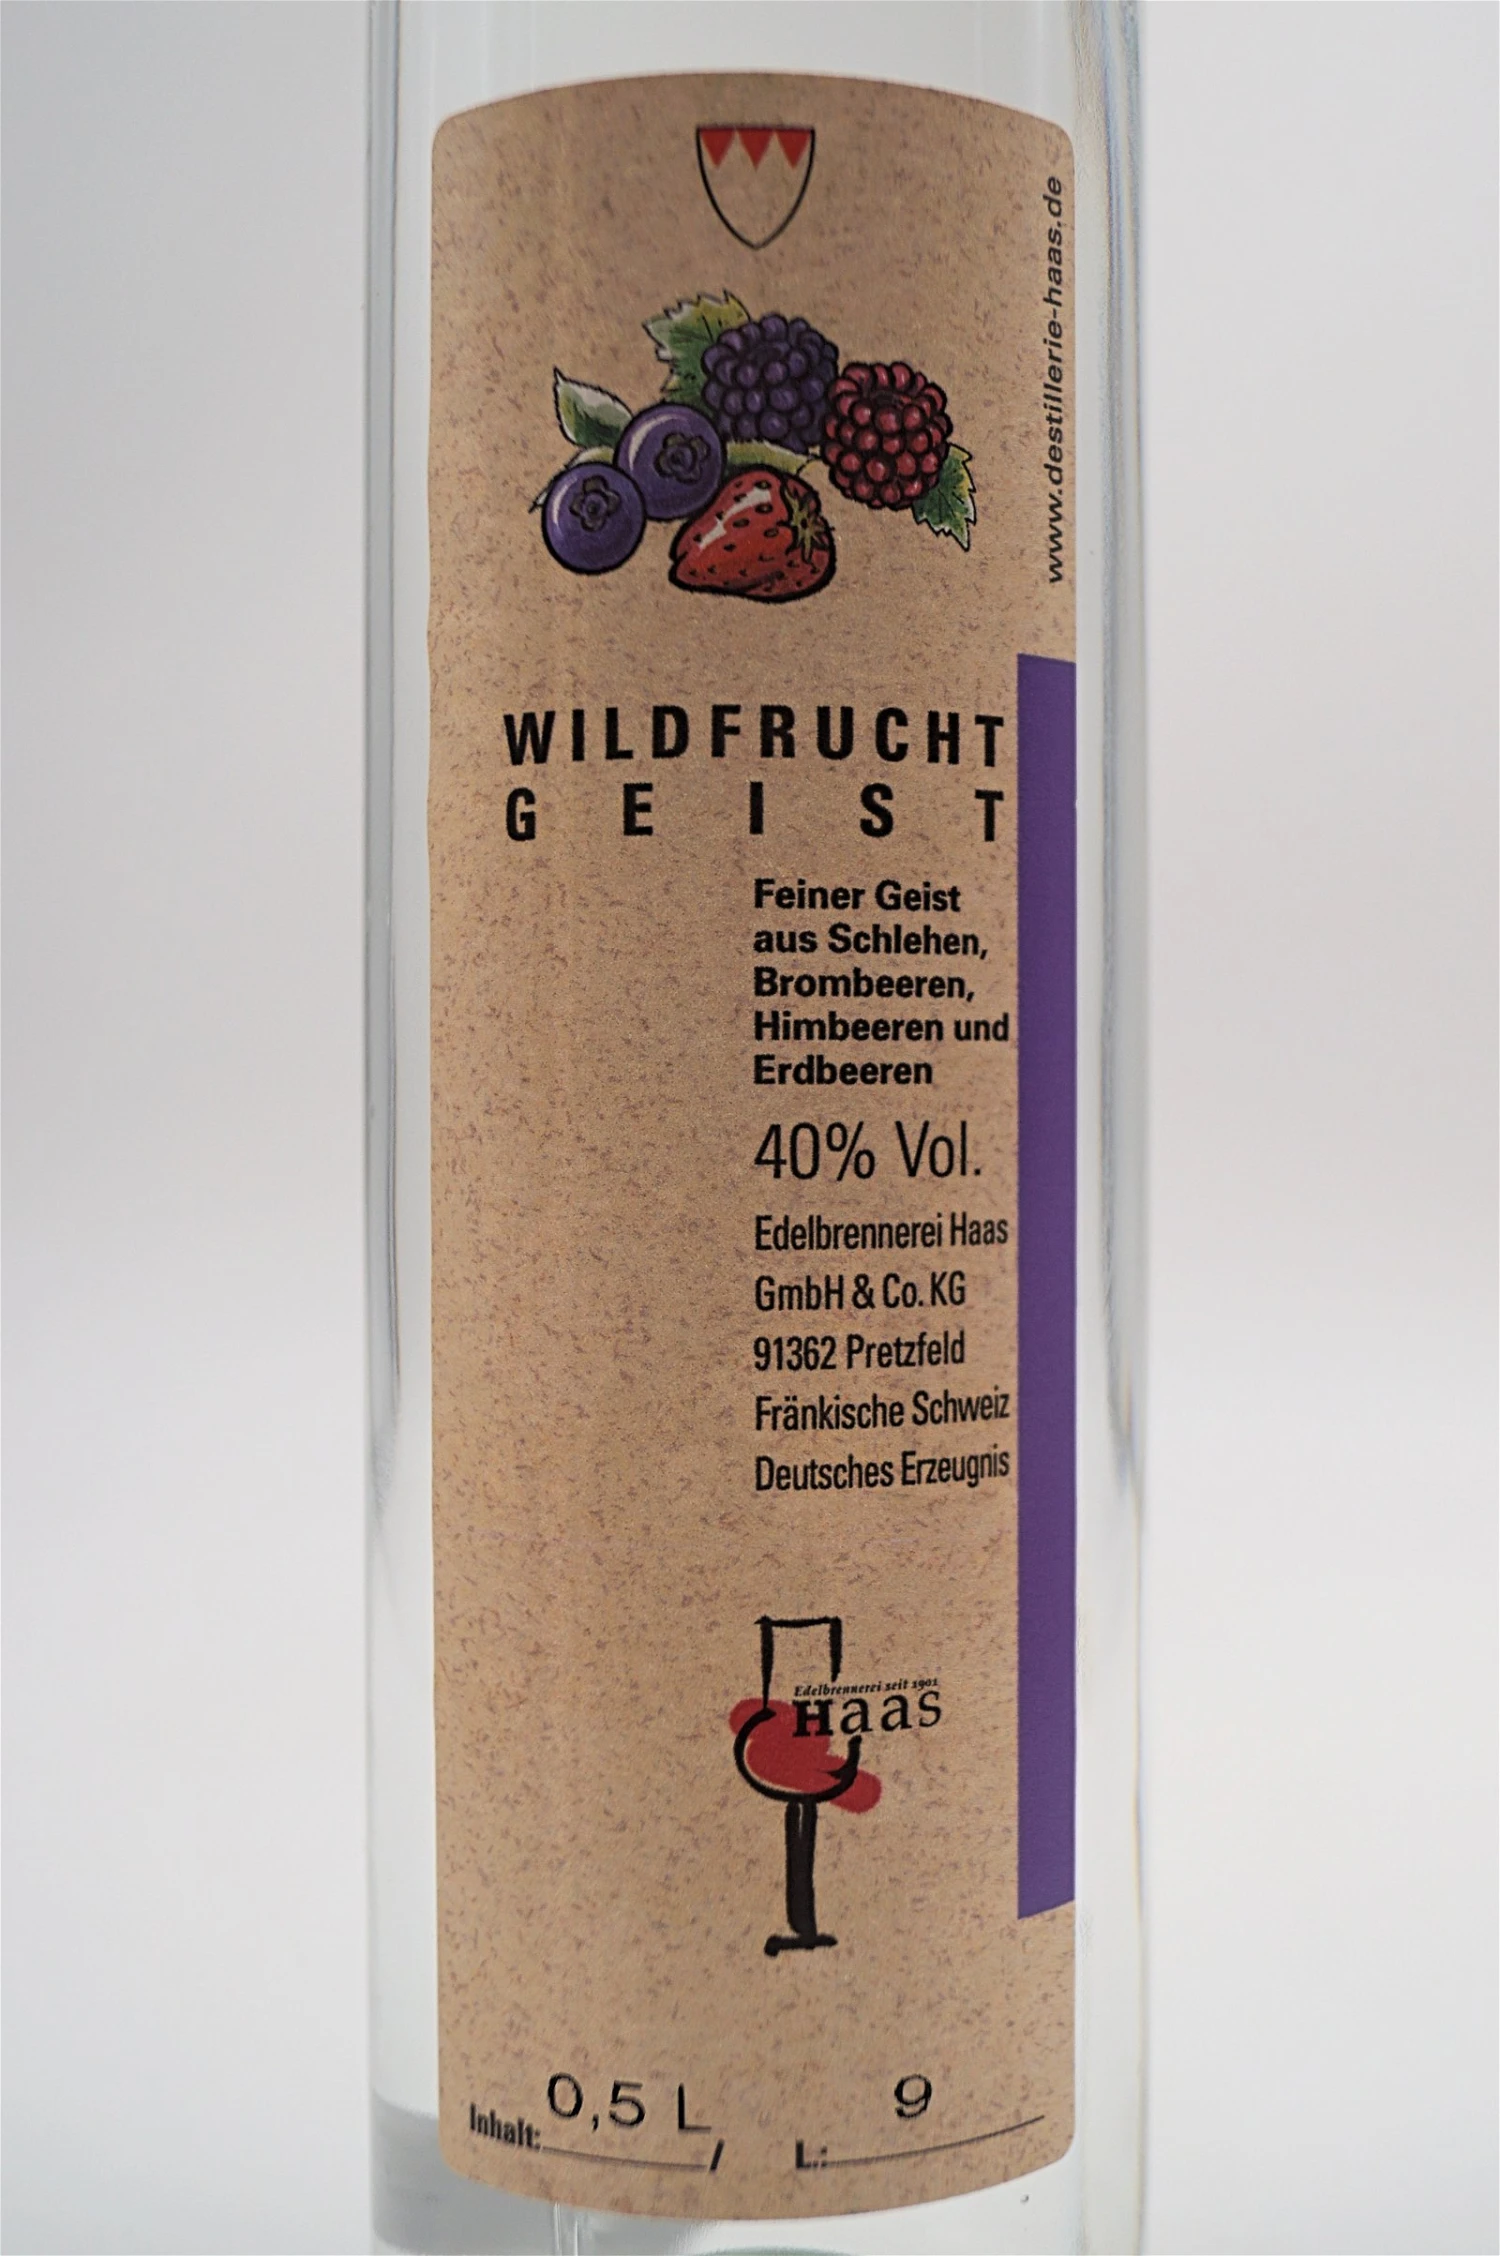 www.destillerie-haas.de
WILDFRUCHT
GEIST
Feiner Geist
aus Schlehen,
Brombeeren,
Himbeeren und
Erdbeeren
40% Vol.
Edelbrennerei Haas
GmbH & Co. KG
91362 Pretzfeld
Fränkische Schweiz
Deutsches Erzeugnis
Edelbrennerei seit 1901
Haas
Inhalt: 0,5 L / L.: 9